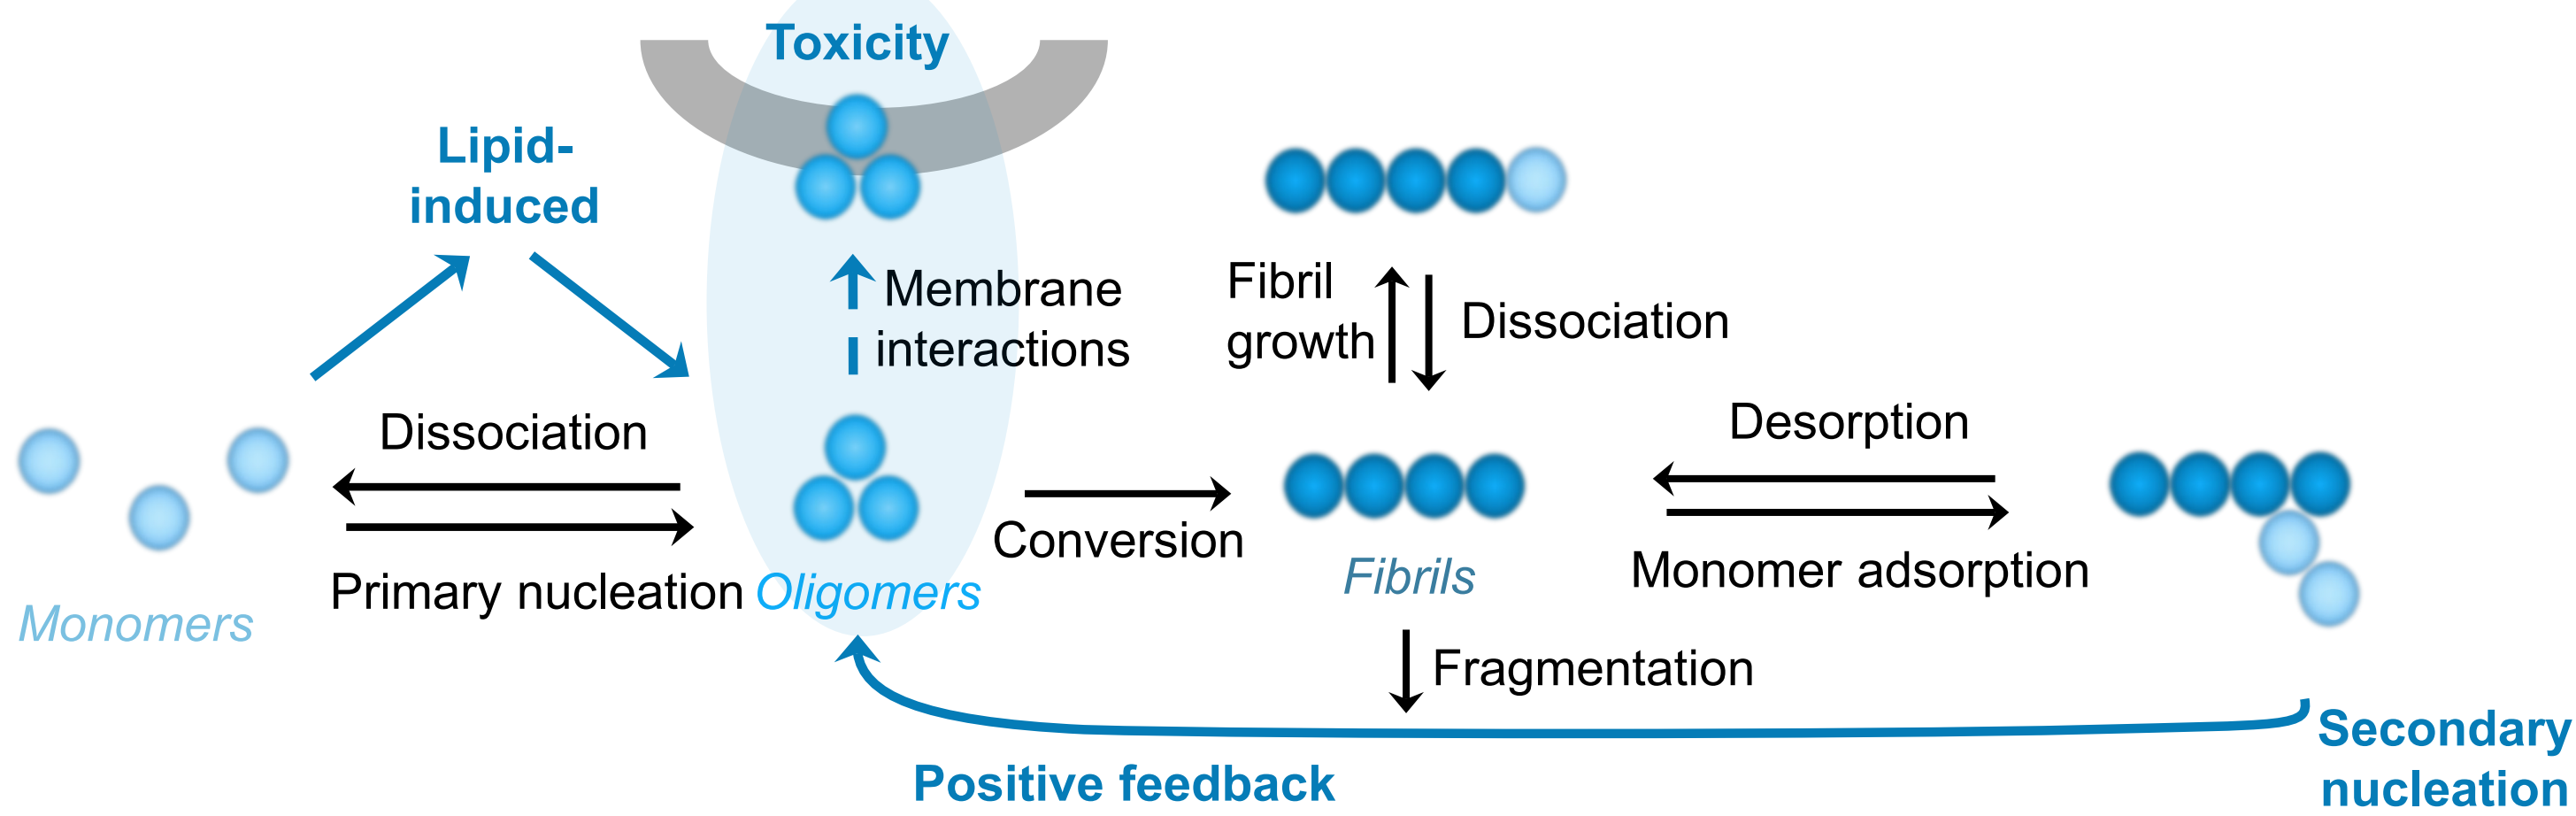 Toxicity
Lipid-
induced
Membrane
interactions
Fibril
growth
Dissociation
Dissociation
Desorption
Conversion
Monomer adsorption
Primary nucleation
Oligomers
Fibrils
Monomers
Fragmentation
Positive feedback
Secondary
nucleation